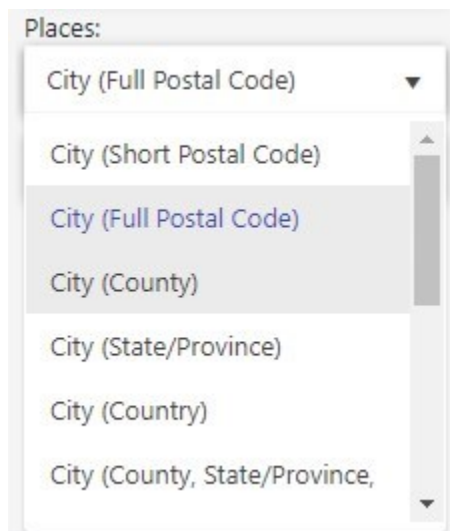 Places:
City (Full Postal Code)
City (Short Postal Code)
City (Full Postal Code)
City (County)
City (State/Province)
City (Country)
City (County, State/Province,